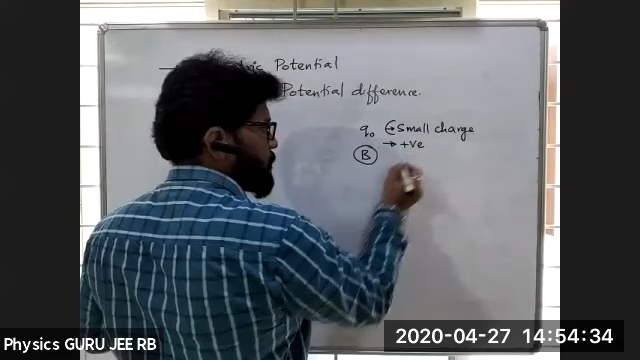 Potential
Potential difference.
q₀ → Small charge
→ +ve
B
Physics GURU JEE RB
2020-04-27 14:54:34